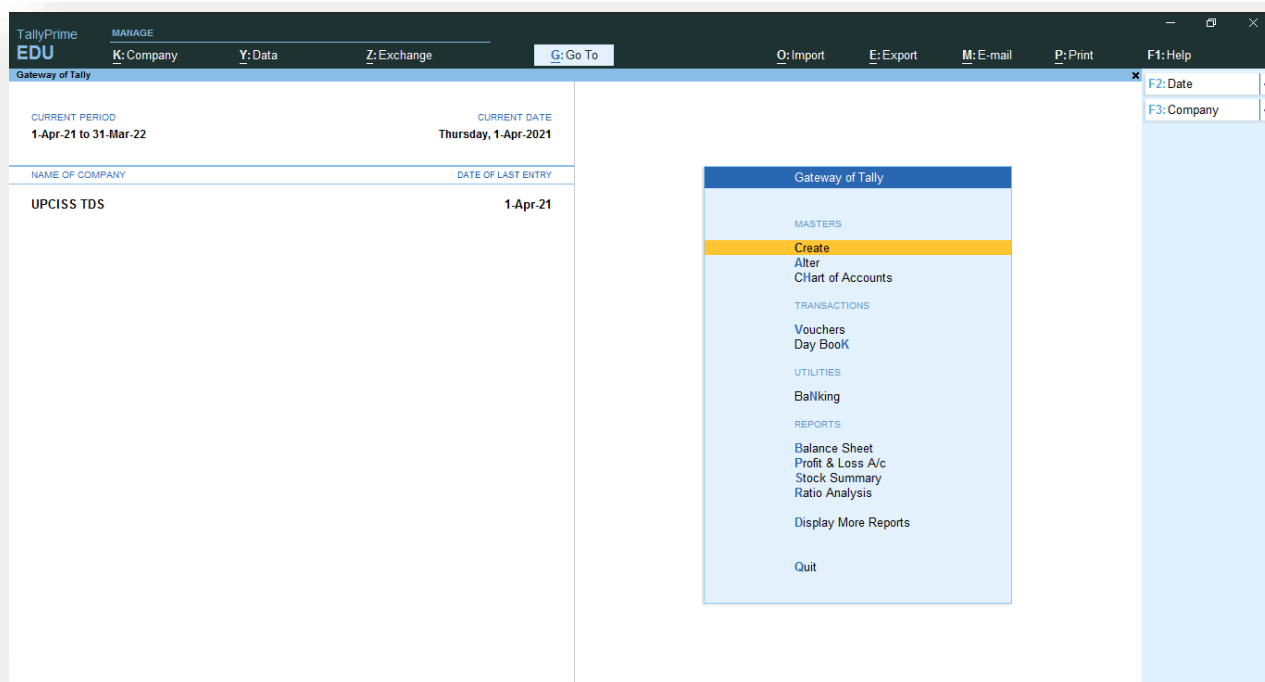 TallyPrime
EDU
MANAGE
K: Company Y: Data Z: Exchange G: Go To O: Import E: Export M: E-mail P: Print F1: Help
Gateway of Tally
F2: Date
F3: Company
CURRENT PERIOD CURRENT DATE
1-Apr-21 to 31-Mar-22 Thursday, 1-Apr-2021
NAME OF COMPANY DATE OF LAST ENTRY
UPCISS TDS 1-Apr-21
Gateway of Tally
MASTERS
Create
Alter
CHart of Accounts
TRANSACTIONS
Vouchers
Day BooK
UTILITIES
BaNking
REPORTS
Balance Sheet
Profit & Loss A/c
Stock Summary
Ratio Analysis
Display More Reports
Quit